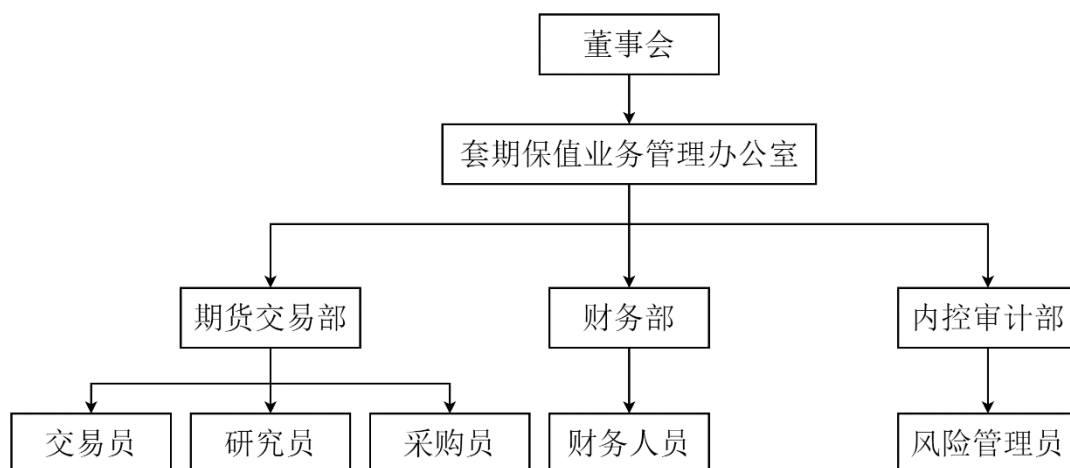 董事会
套期保值业务管理办公室
期货交易部
财务部
内控审计部
交易员
研究员
采购员
财务人员
风险管理员